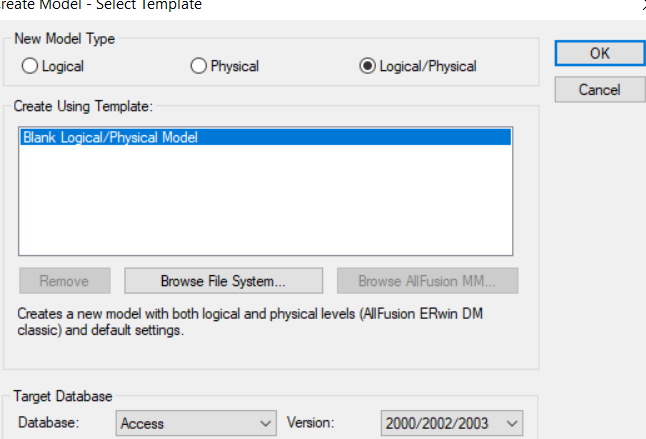 reate Model - Select Template
New Model Type
Logical
Physical
Logical/Physical
OK
Cancel
Create Using Template:
Blank Logical/Physical Model
Remove
Browse File System...
Browse AllFusion MM...
Creates a new model with both logical and physical levels (AllFusion ERwin DM
classic) and default settings.
Target Database
Database:
Access
Version:
2000/2002/2003